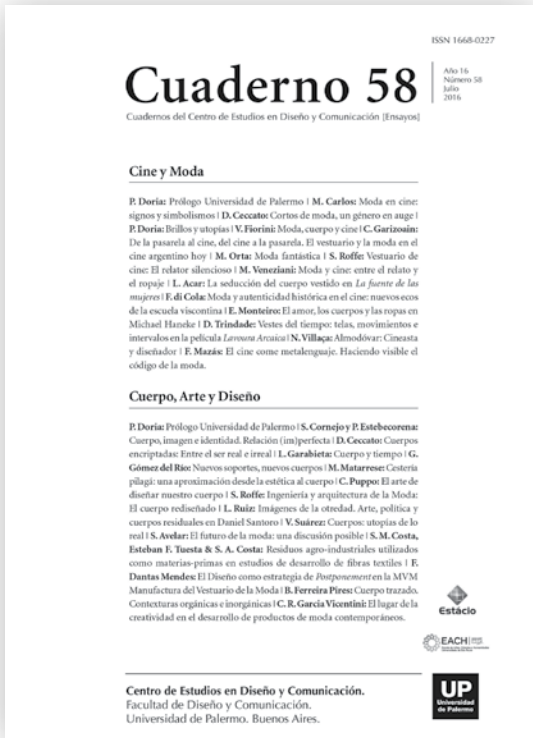 ISSN 1668-0227
Cuaderno 58
Año 16
Número 58
Julio
2016
Cuadernos del Centro de Estudios en Diseño y Comunicación [Ensayos]
Cine y Moda
P. Doria: Prólogo Universidad de Palermo | M. Carlos: Moda en cine:
signos y simbolismos | D. Ceccato: Cortos de moda, un género en auge |
P. Doria: Brillos y utopías | V. Fiorini: Moda, cuerpo y cine | C. Garizoain:
De la pasarela al cine, del cine a la pasarela. El vestuario y la moda en el
cine argentino hoy | M. Orta: Moda fantástica | S. Roffe: Vestuario de
cine: El relator silencioso | M. Veneziani: Moda y cine: entre el relato y
el ropaje | L. Acar: La seducción del cuerpo vestido en La fuente de las
mujeres | F. di Cola: Moda y autenticidad histórica en el cine: nuevos ecos
de la escuela viscontina | E. Monteiro: El amor, los cuerpos y las ropas en
Michael Haneke | D. Trindade: Vestes del tiempo: telas, movimientos e
intervalos en la película Lavoura Arcaica | N. Villaça: Almodóvar: Cineasta
y diseñador | F. Mazás: El cine como metalenguaje. Haciendo visible el
código de la moda.
Cuerpo, Arte y Diseño
P. Doria: Prólogo Universidad de Palermo | S. Cornejo y P. Estebecorena:
Cuerpo, imagen e identidad. Relación (im)perfecta | D. Ceccato: Cuerpos
encriptados: Entre el ser real e irreal | L. Garabieta: Cuerpo y tiempo | G.
Gómez del Río: Nuevos soportes, nuevos cuerpos | M. Matarrese: Cestería
pilagá: una aproximación desde la estética al cuerpo | C. Puppo: El arte de
diseñar nuestro cuerpo | S. Roffe: Ingeniería y arquitectura de la Moda:
El cuerpo rediseñado | L. Ruiz: Imágenes de la otredad. Arte, política y
cuerpos residuales en Daniel Santoro | V. Suárez: Cuerpos: utopías de lo
real | S. Avelar: El futuro de la moda: una discusión posible | S. M. Costa,
Esteban F. Tuesta & S. A. Costa: Residuos agro-industriales utilizados
como materias-primas en estudios de desarrollo de fibras textiles | F.
Dantas Mendes: El Diseño como estrategia de Postponement en la MVM
Manufactura del Vestuario de la Moda | B. Ferreira Pires: Cuerpo trazado.
Contexturas orgánicas e inorgánicas | C. R. Garcia Vicentini: El lugar de la
creatividad en el desarrollo de productos de moda contemporáneos.
Estácio
EACH
Centro de Estudios en Diseño y Comunicación.
Facultad de Diseño y Comunicación.
Universidad de Palermo. Buenos Aires.
UP
Universidad
de Palermo